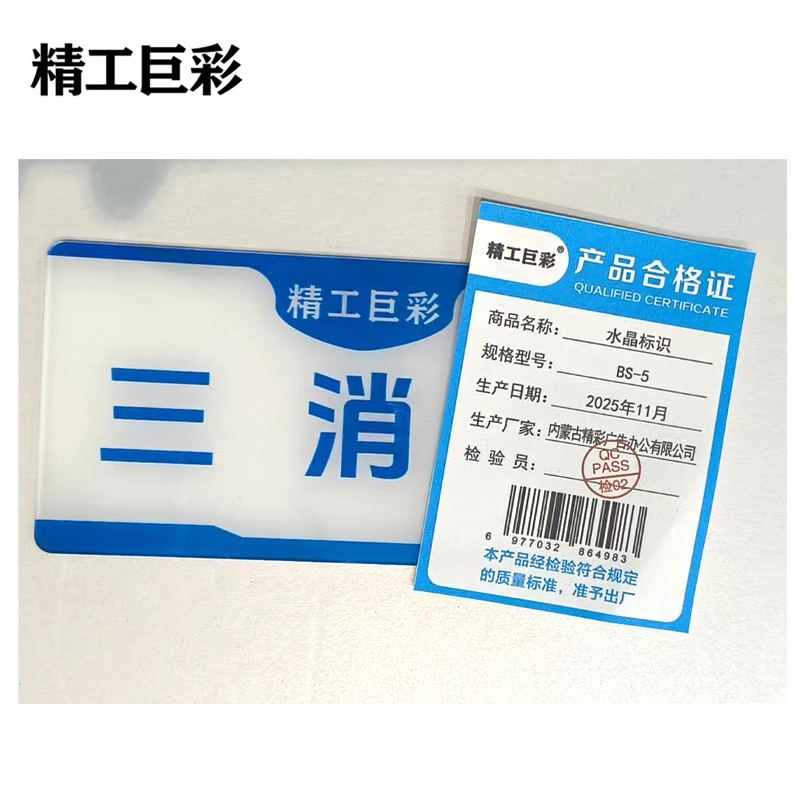 精工巨彩
精工巨彩
三 消
精工巨彩® 产品合格证
QUALIFIED CERTIFICATE
商品名称： 水晶标识
规格型号： BS-5
生产日期： 2025年11月
生产厂家： 内蒙古精彩广告办公有限公司
检 验 员：
QC
PASS
检02
6 977032 864983
本产品经检验符合规定
的质量标准，准予出厂